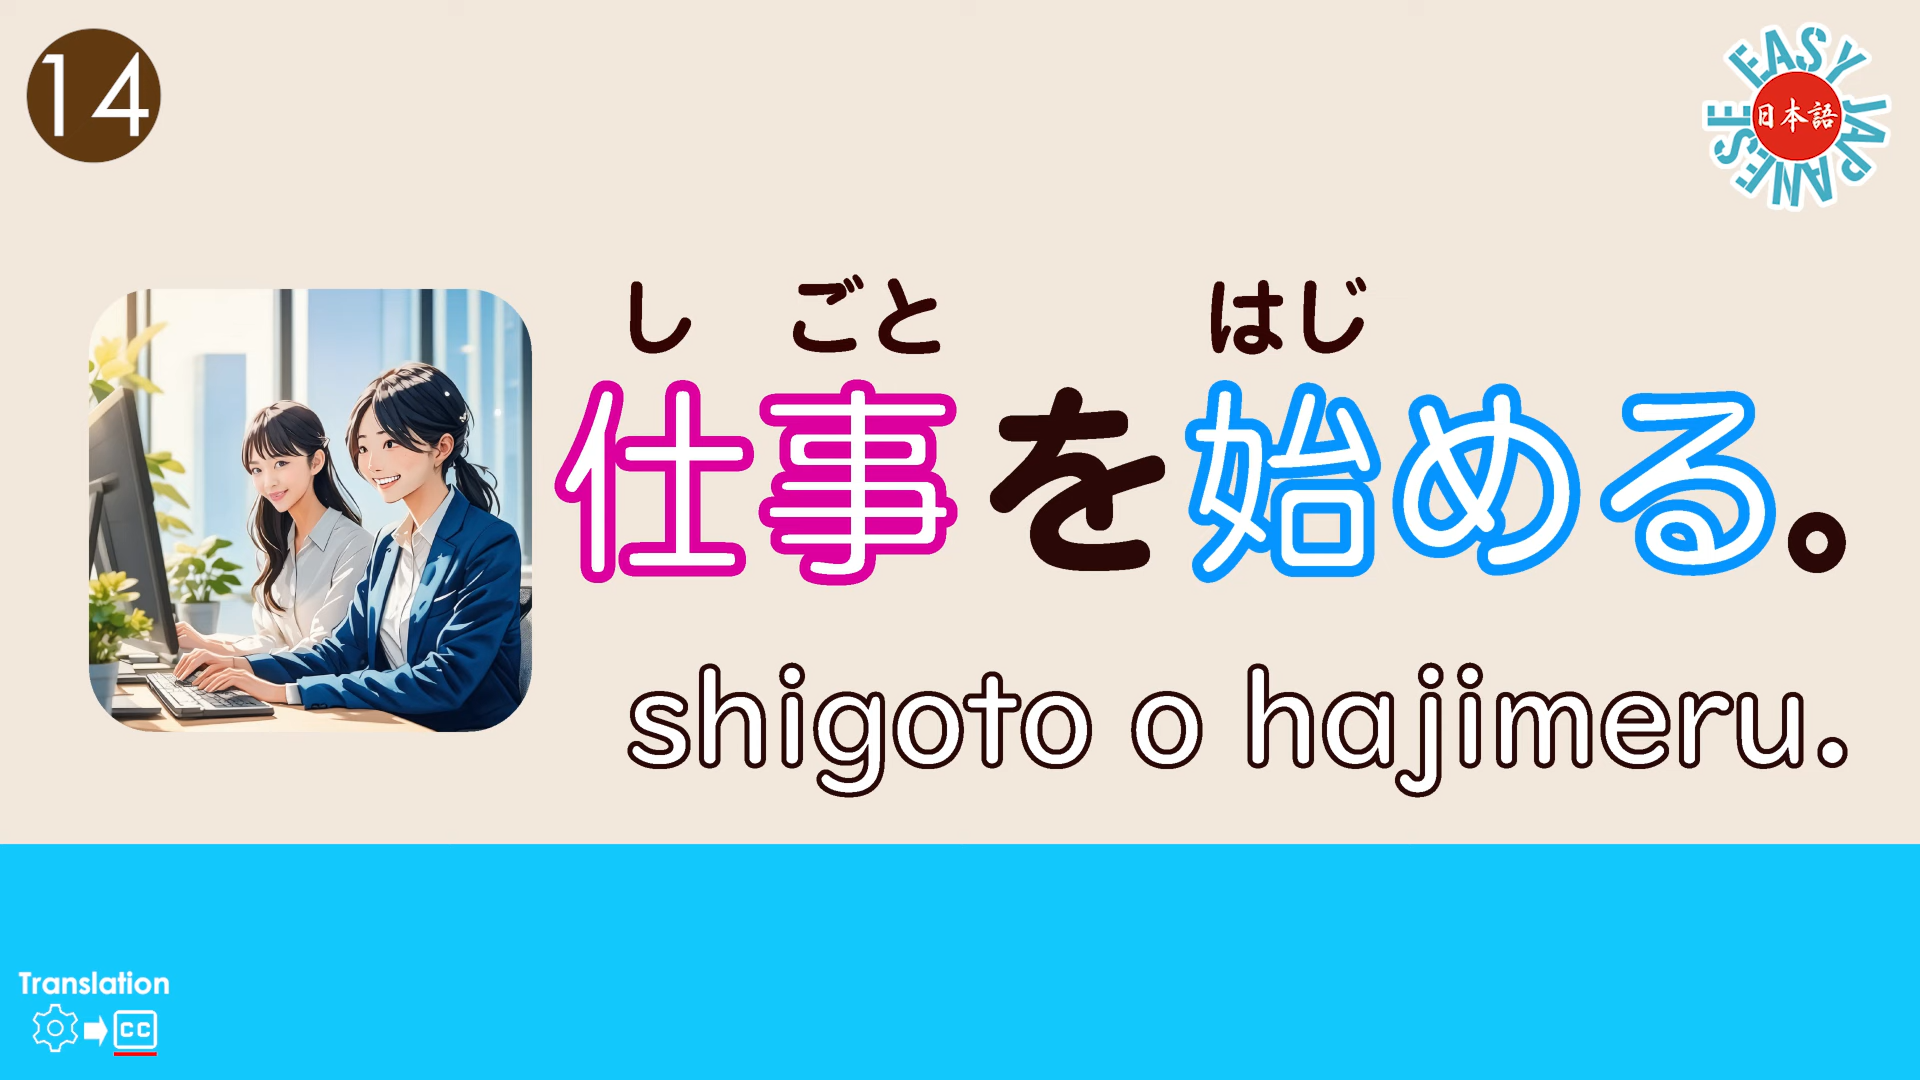 14
EASY JAPANESE
日本語
し ごと はじ
仕事を始める。
shigoto o hajimeru.
Translation
CC